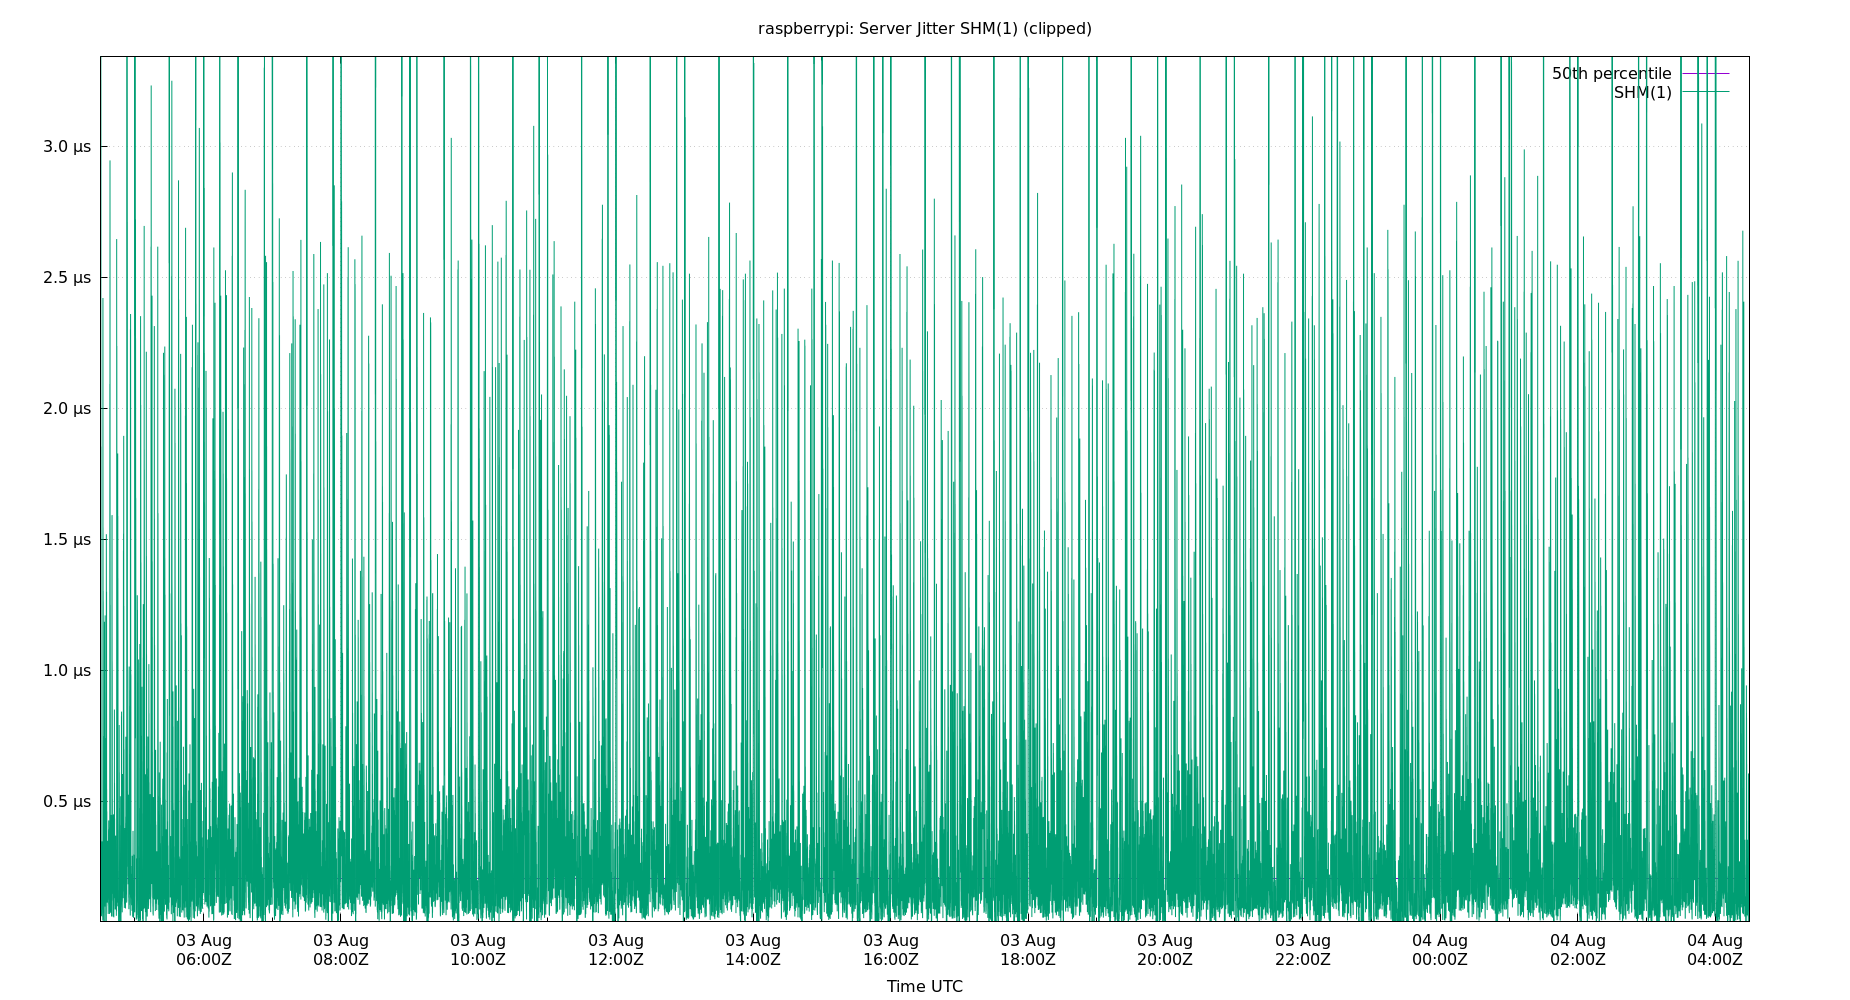 raspberrypi: Server Jitter SHM(1) (clipped)
50th percentile
SHM(1)
3.0 µs
2.5 µs
2.0 µs
1.5 µs
1.0 µs
0.5 µs
03 Aug 03 Aug 03 Aug 03 Aug 03 Aug 03 Aug 03 Aug 03 Aug 03 Aug 04 Aug 04 Aug 04 Aug
06:00Z 08:00Z 10:00Z 12:00Z 14:00Z 16:00Z 18:00Z 20:00Z 22:00Z 00:00Z 02:00Z 04:00Z
Time UTC